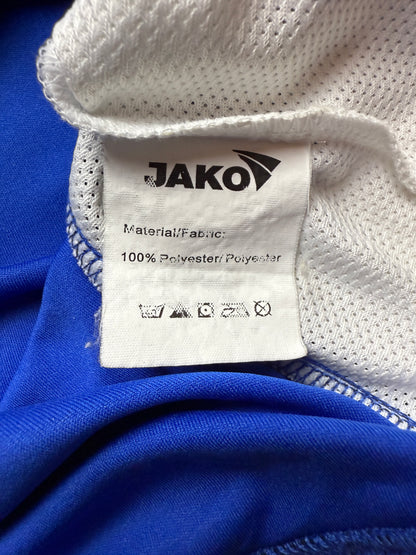 JAKO
Material/Fabric:
100% Polyester/ Polyester